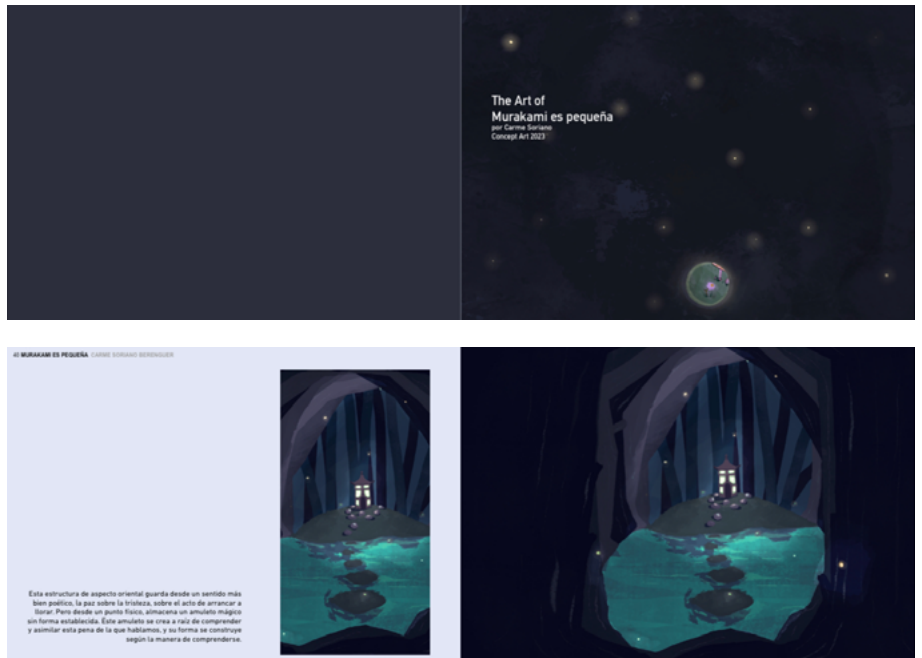 The Art of
Murakami es pequeña
por Carme Soriano
Concept Art 2023
40 MURAKAMI ES PEQUEÑA CARME SORIANO BERENGUER
Esta estructura de aspecto oriental guarda desde un sentido más
bien poético, la paz sobre la tristeza, sobre el acto de arrancar a
llorar. Pero desde un punto físico, almacena un amuleto mágico
sin forma establecida. Éste amuleto se crea a raíz de comprender
y asimilar esta pena de la que hablamos, y su forma se construye
según la manera de comprenderse.